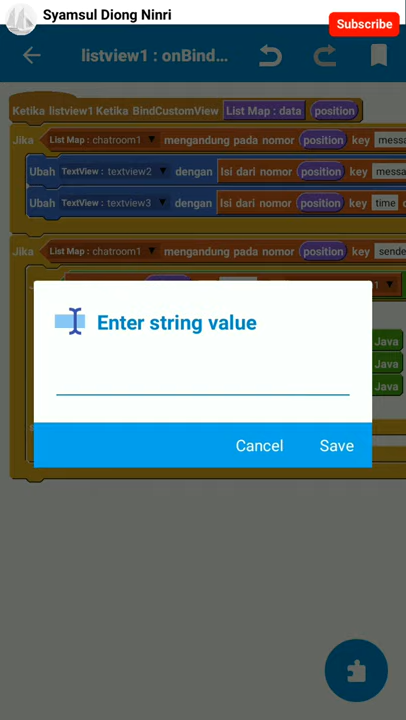 Syamsul Diong Ninri
Subscribe
listview1 : onBind...
Ketika listview1 Ketika BindCustomView List Map : data position
Jika List Map : chatroom1 mengandung pada nomor position key messa
Ubah TextView : textview2 dengan Isi dari nomor position key messa
Ubah TextView : textview3 dengan Isi dari nomor position key time
Jika List Map : chatroom1 mengandung pada nomor position key sende
Enter string value
Java
Java
Java
Cancel Save